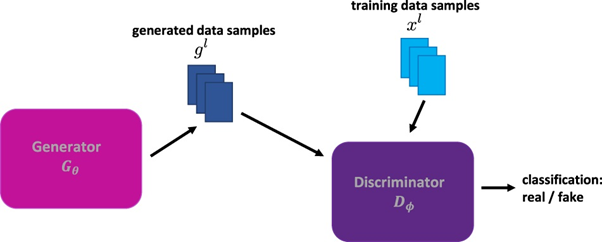 training data samples
x^l
generated data samples
g^l
Generator
G_θ
Discriminator
D_ϕ
classification:
real / fake